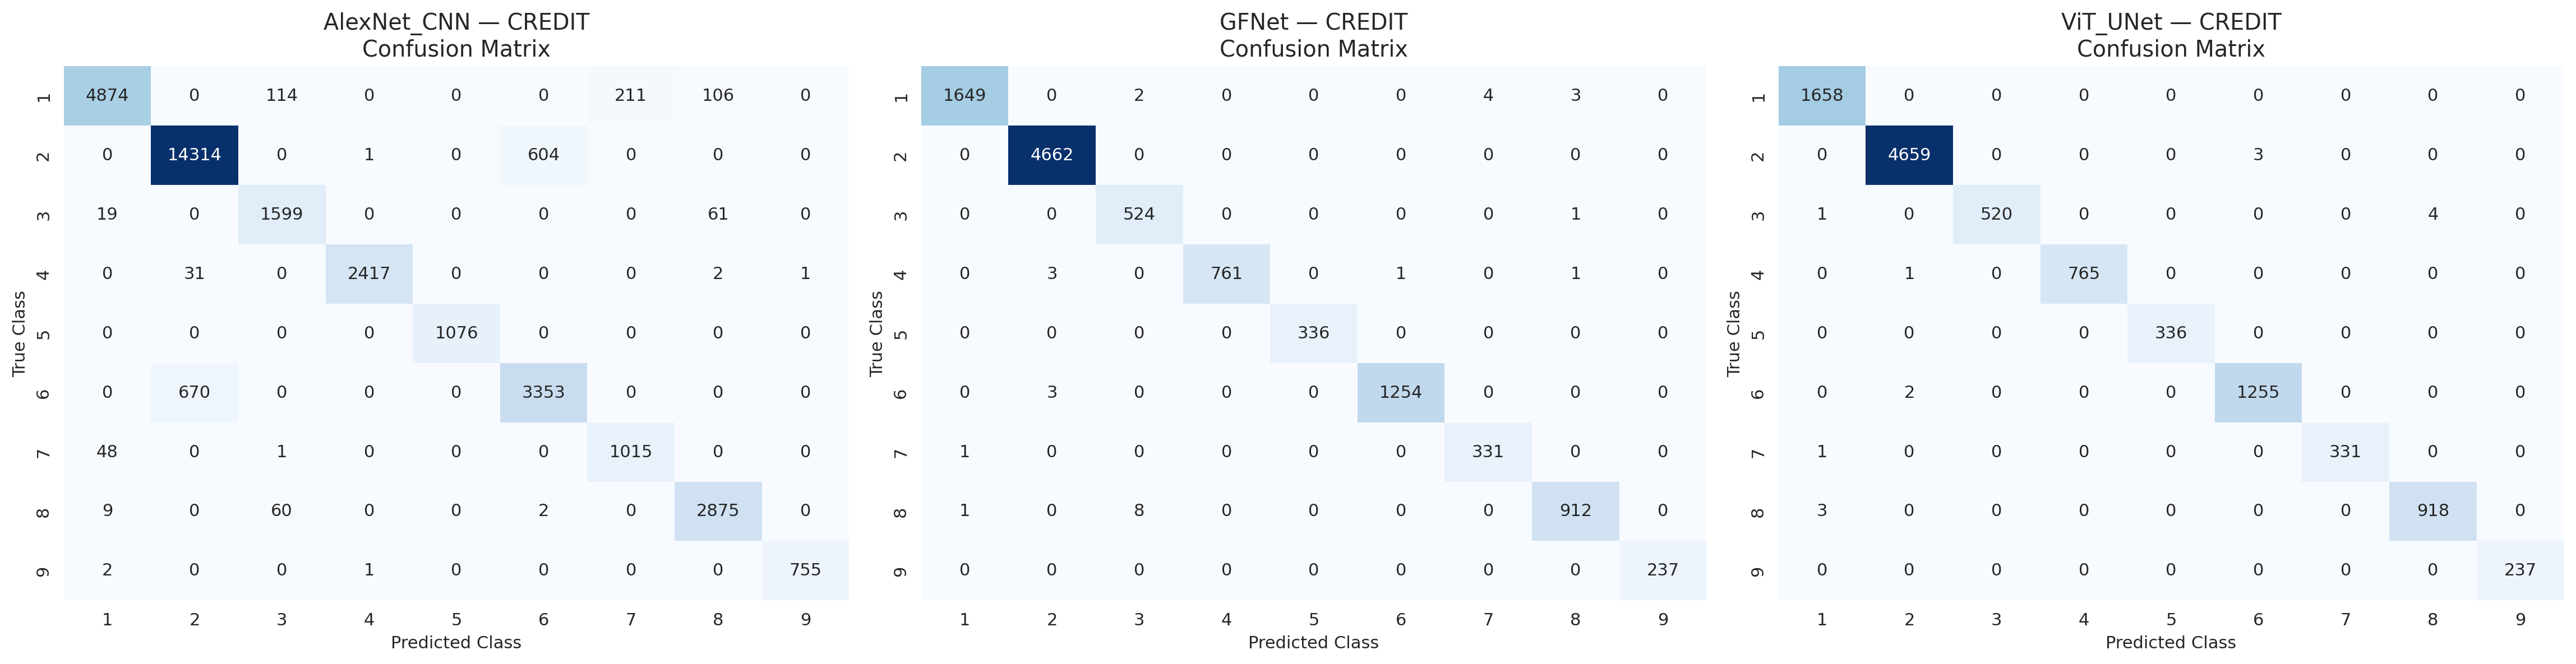 AlexNet_CNN — CREDIT
Confusion Matrix
True Class
1 4874 0 114 0 0 0 211 106 0
2 0 14314 0 1 0 604 0 0 0
3 19 0 1599 0 0 0 0 61 0
4 0 31 0 2417 0 0 0 2 1
5 0 0 0 0 1076 0 0 0 0
6 0 670 0 0 0 3353 0 0 0
7 48 0 1 0 0 0 1015 0 0
8 9 0 60 0 0 2 0 2875 0
9 2 0 0 1 0 0 0 0 755
1 2 3 4 5 6 7 8 9
Predicted Class
GFNet — CREDIT
Confusion Matrix
True Class
1 1649 0 2 0 0 0 4 3 0
2 0 4662 0 0 0 0 0 0 0
3 0 0 524 0 0 0 0 1 0
4 0 3 0 761 0 1 0 1 0
5 0 0 0 0 336 0 0 0 0
6 0 3 0 0 0 1254 0 0 0
7 1 0 0 0 0 0 331 0 0
8 1 0 8 0 0 0 0 912 0
9 0 0 0 0 0 0 0 0 237
1 2 3 4 5 6 7 8 9
Predicted Class
ViT_UNet — CREDIT
Confusion Matrix
True Class
1 1658 0 0 0 0 0 0 0 0
2 0 4659 0 0 0 3 0 0 0
3 1 0 520 0 0 0 0 4 0
4 0 1 0 765 0 0 0 0 0
5 0 0 0 0 336 0 0 0 0
6 0 2 0 0 0 1255 0 0 0
7 1 0 0 0 0 0 331 0 0
8 3 0 0 0 0 0 0 918 0
9 0 0 0 0 0 0 0 0 237
1 2 3 4 5 6 7 8 9
Predicted Class